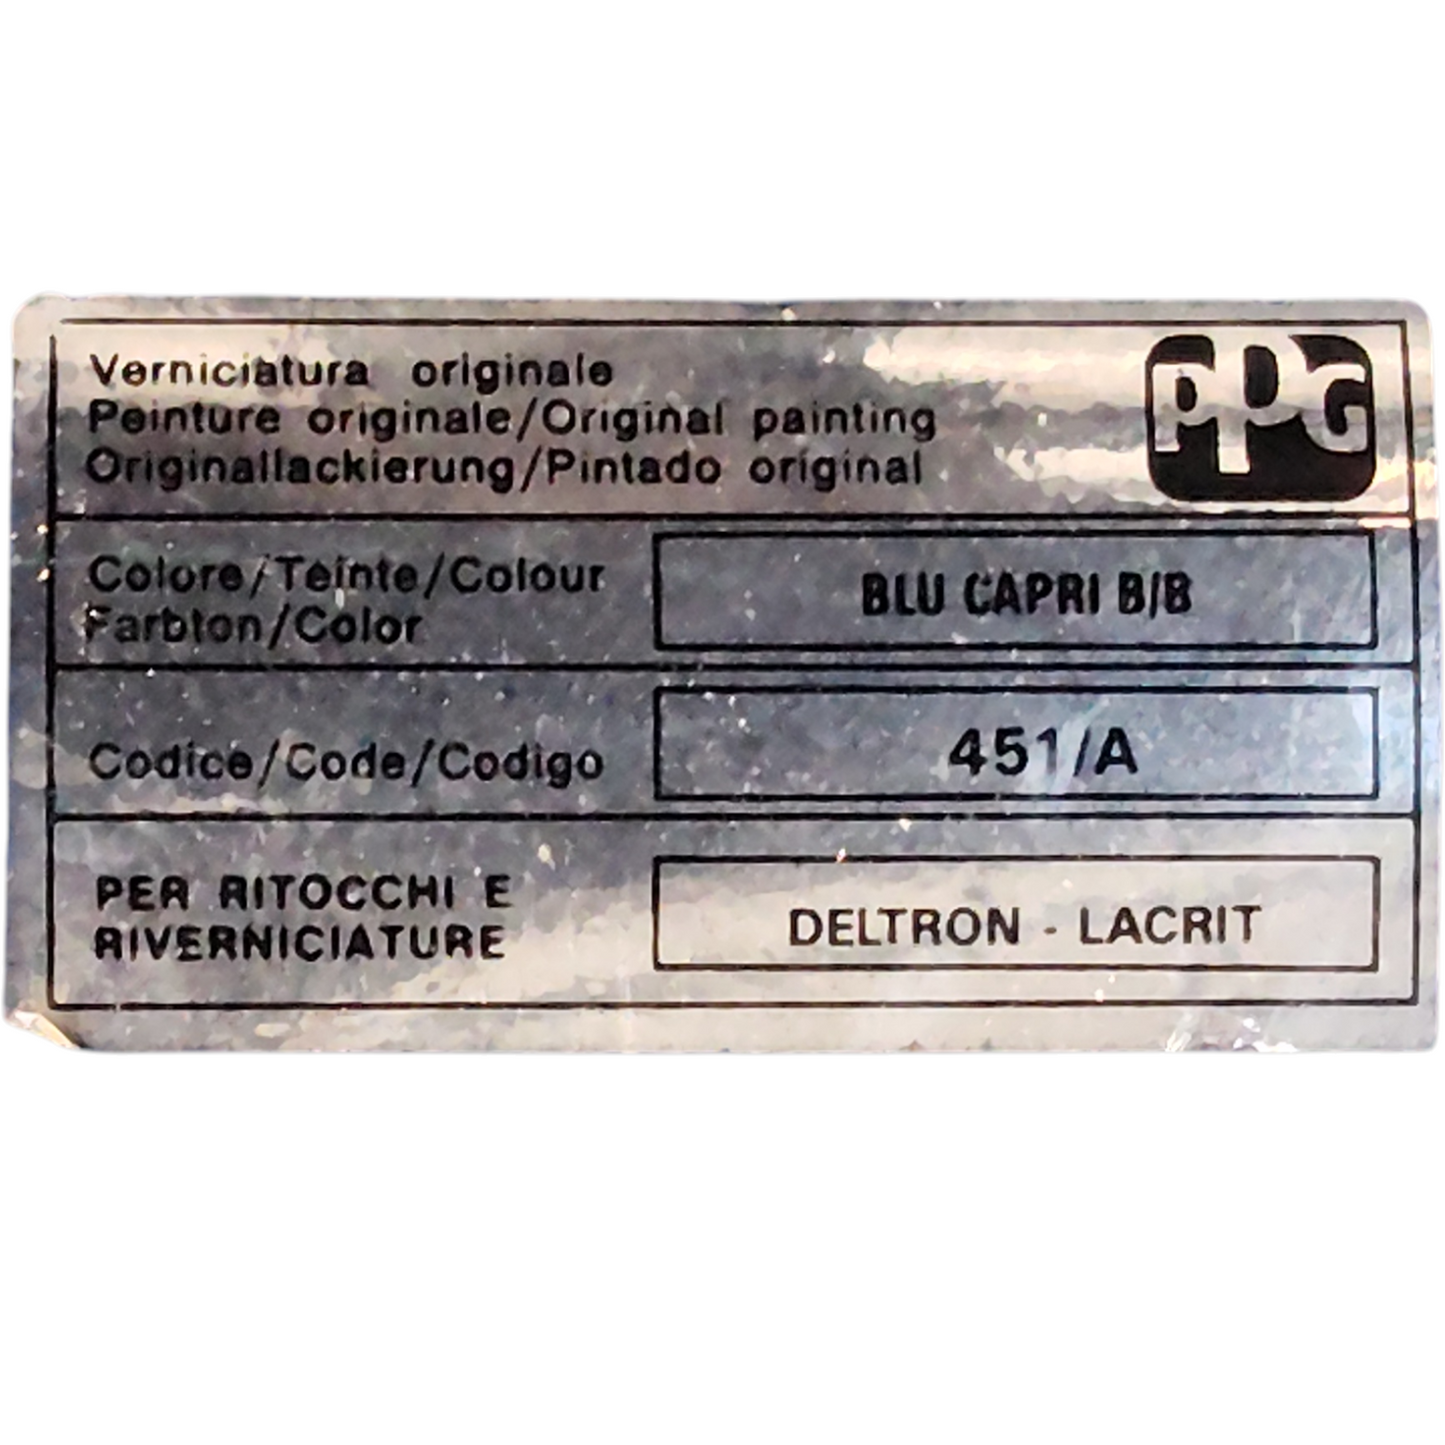 Verniciatura originale
Peinture originale/Original painting
Originallackierung/Pintado original
PPG
Colore/Teinte/Colour
Farbton/Color
BLU CAPRI B/B
Codice/Code/Codigo
451/A
PER RITOCCHI E
RIVERNICIATURE
DELTRON - LACRIT